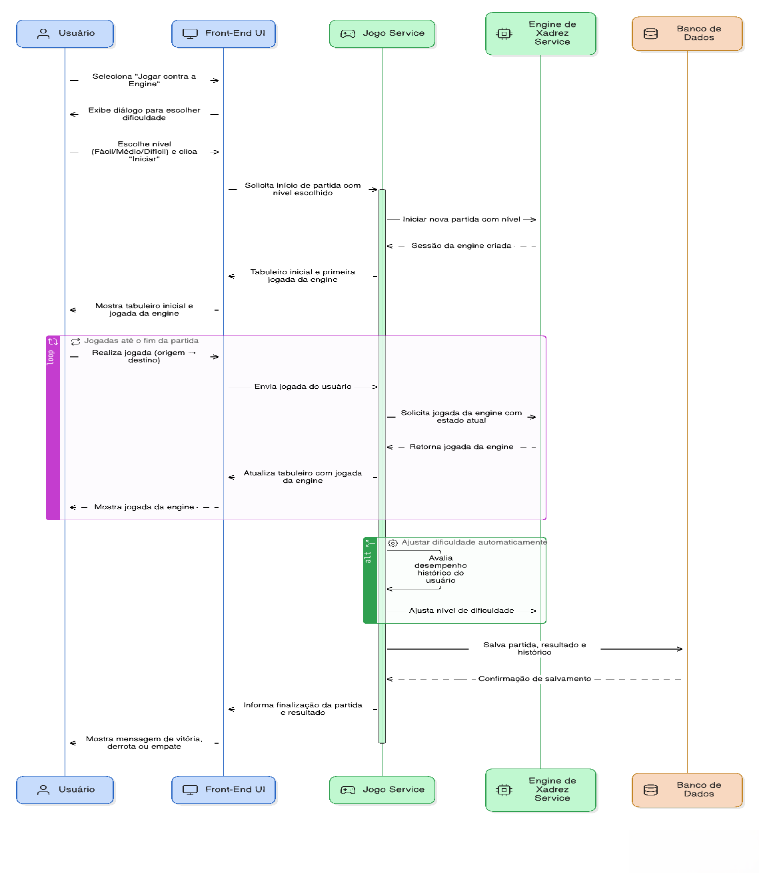 Usuário
Front-End UI
Jogo Service
Engine de
Xadrez
Service
Banco de
Dados
Seleciona "Jogar contra a
Engine"
Exibe diálogo para escolher
dificuldade
Escolhe nível
(Fácil/Médio/Difícil) e clica
"Iniciar"
Solicita início de partida com
nível escolhido
Iniciar nova partida com nível
Sessão da engine criada
Tabuleiro inicial e primeira
jogada da engine
Mostra tabuleiro inicial e
jogada da engine
loop
Jogadas até o fim da partida
Realiza jogada (origem →
destino)
Envia jogada do usuário
Solicita jogada da engine com
estado atual
Retorna jogada da engine
Atualiza tabuleiro com jogada
da engine
Mostra jogada da engine
alt
Ajustar dificuldade automaticamente
Avalia
desempenho
histórico do
usuário
Ajusta nível de dificuldade
Salva partida, resultado e
histórico
Confirmação de salvamento
Informa finalização da partida
e resultado
Mostra mensagem de vitória,
derrota ou empate
Usuário
Front-End UI
Jogo Service
Engine de
Xadrez
Service
Banco de
Dados